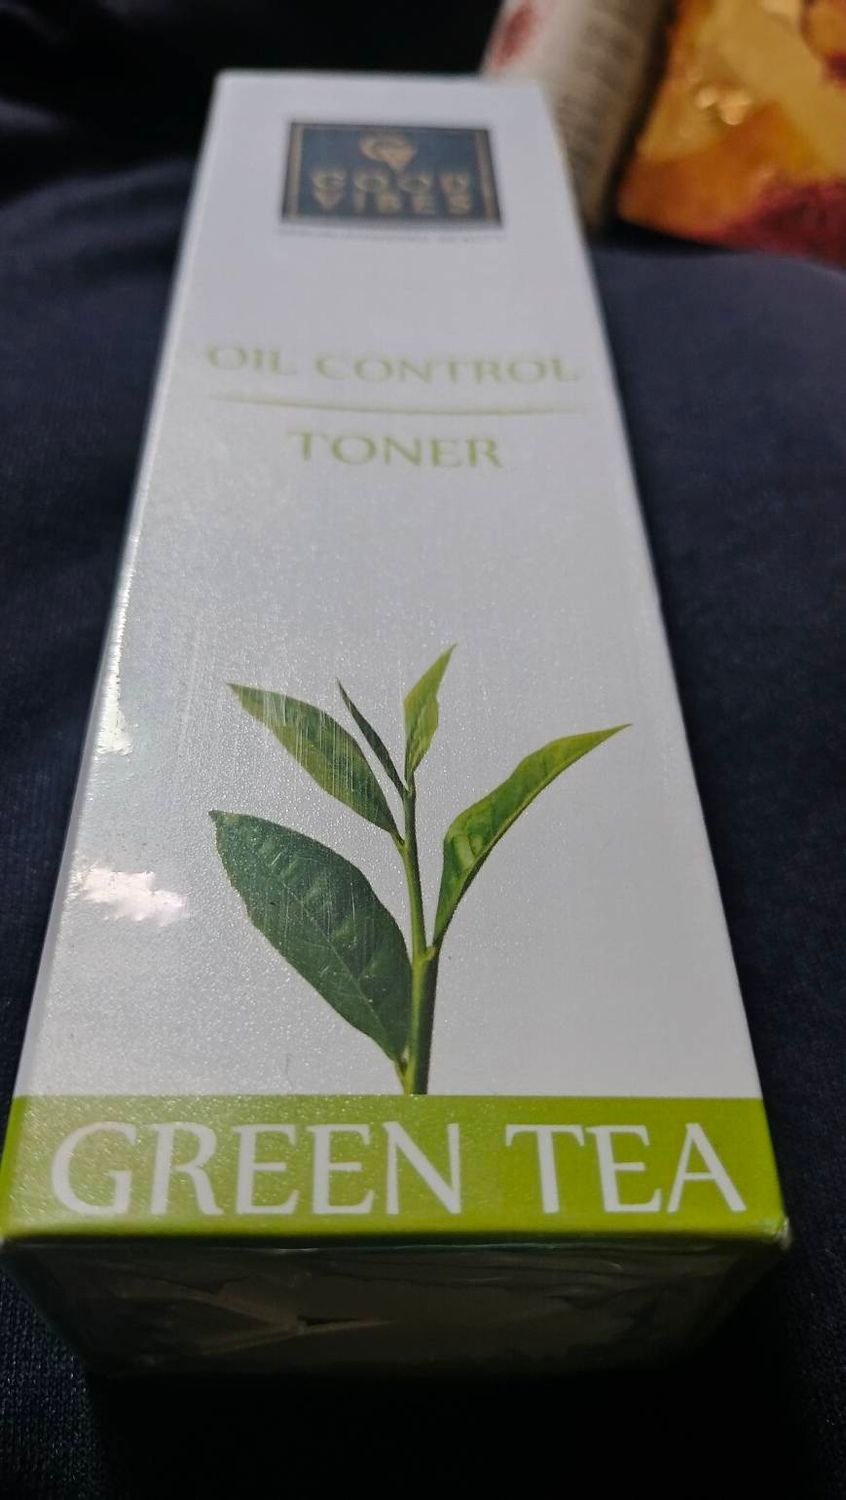 GOOD
VIBES
OIL CONTROL
TONER
GREEN TEA